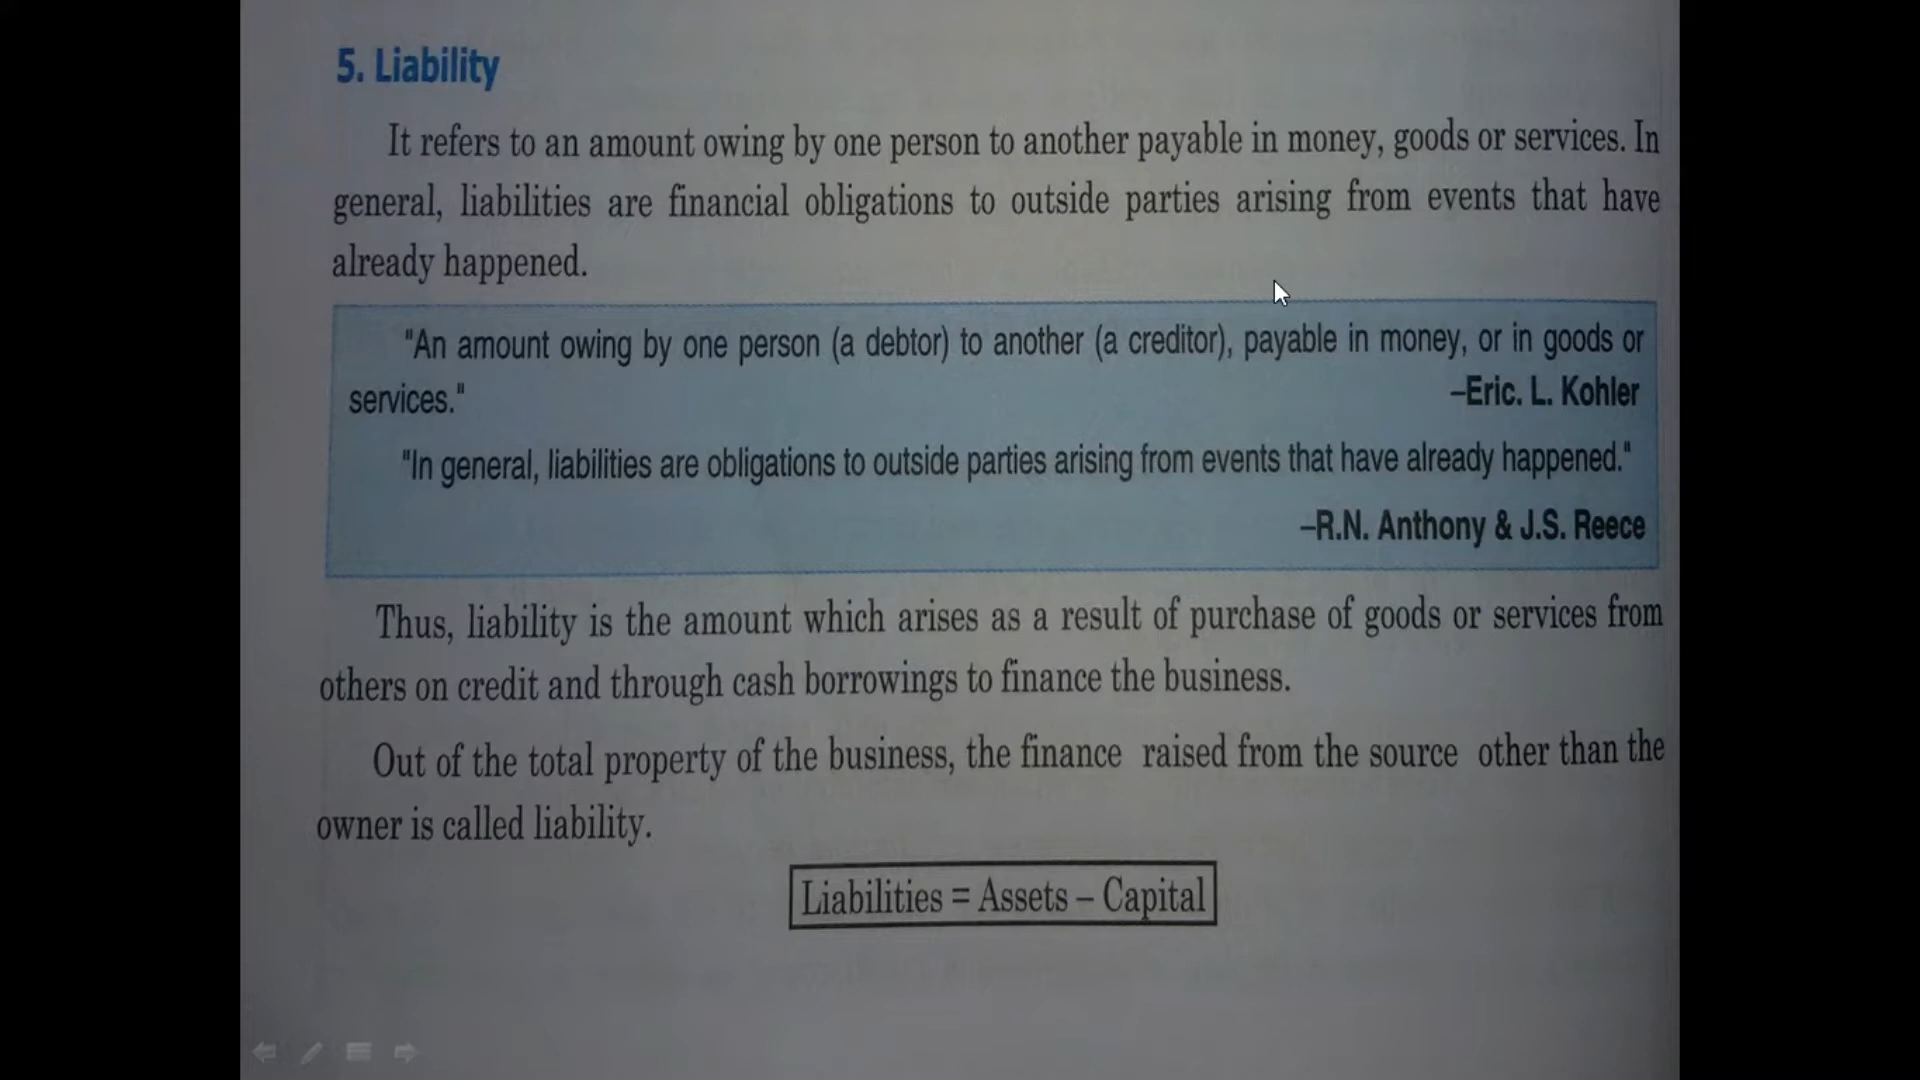 5. Liability
It refers to an amount owing by one person to another payable in money, goods or services. In
general, liabilities are financial obligations to outside parties arising from events that have
already happened.
"An amount owing by one person (a debtor) to another (a creditor), payable in money, or in goods or
services."
–Eric. L. Kohler
"In general, liabilities are obligations to outside parties arising from events that have already happened."
–R.N. Anthony & J.S. Reece
Thus, liability is the amount which arises as a result of purchase of goods or services from
others on credit and through cash borrowings to finance the business.
Out of the total property of the business, the finance raised from the source other than the
owner is called liability.
Liabilities = Assets – Capital